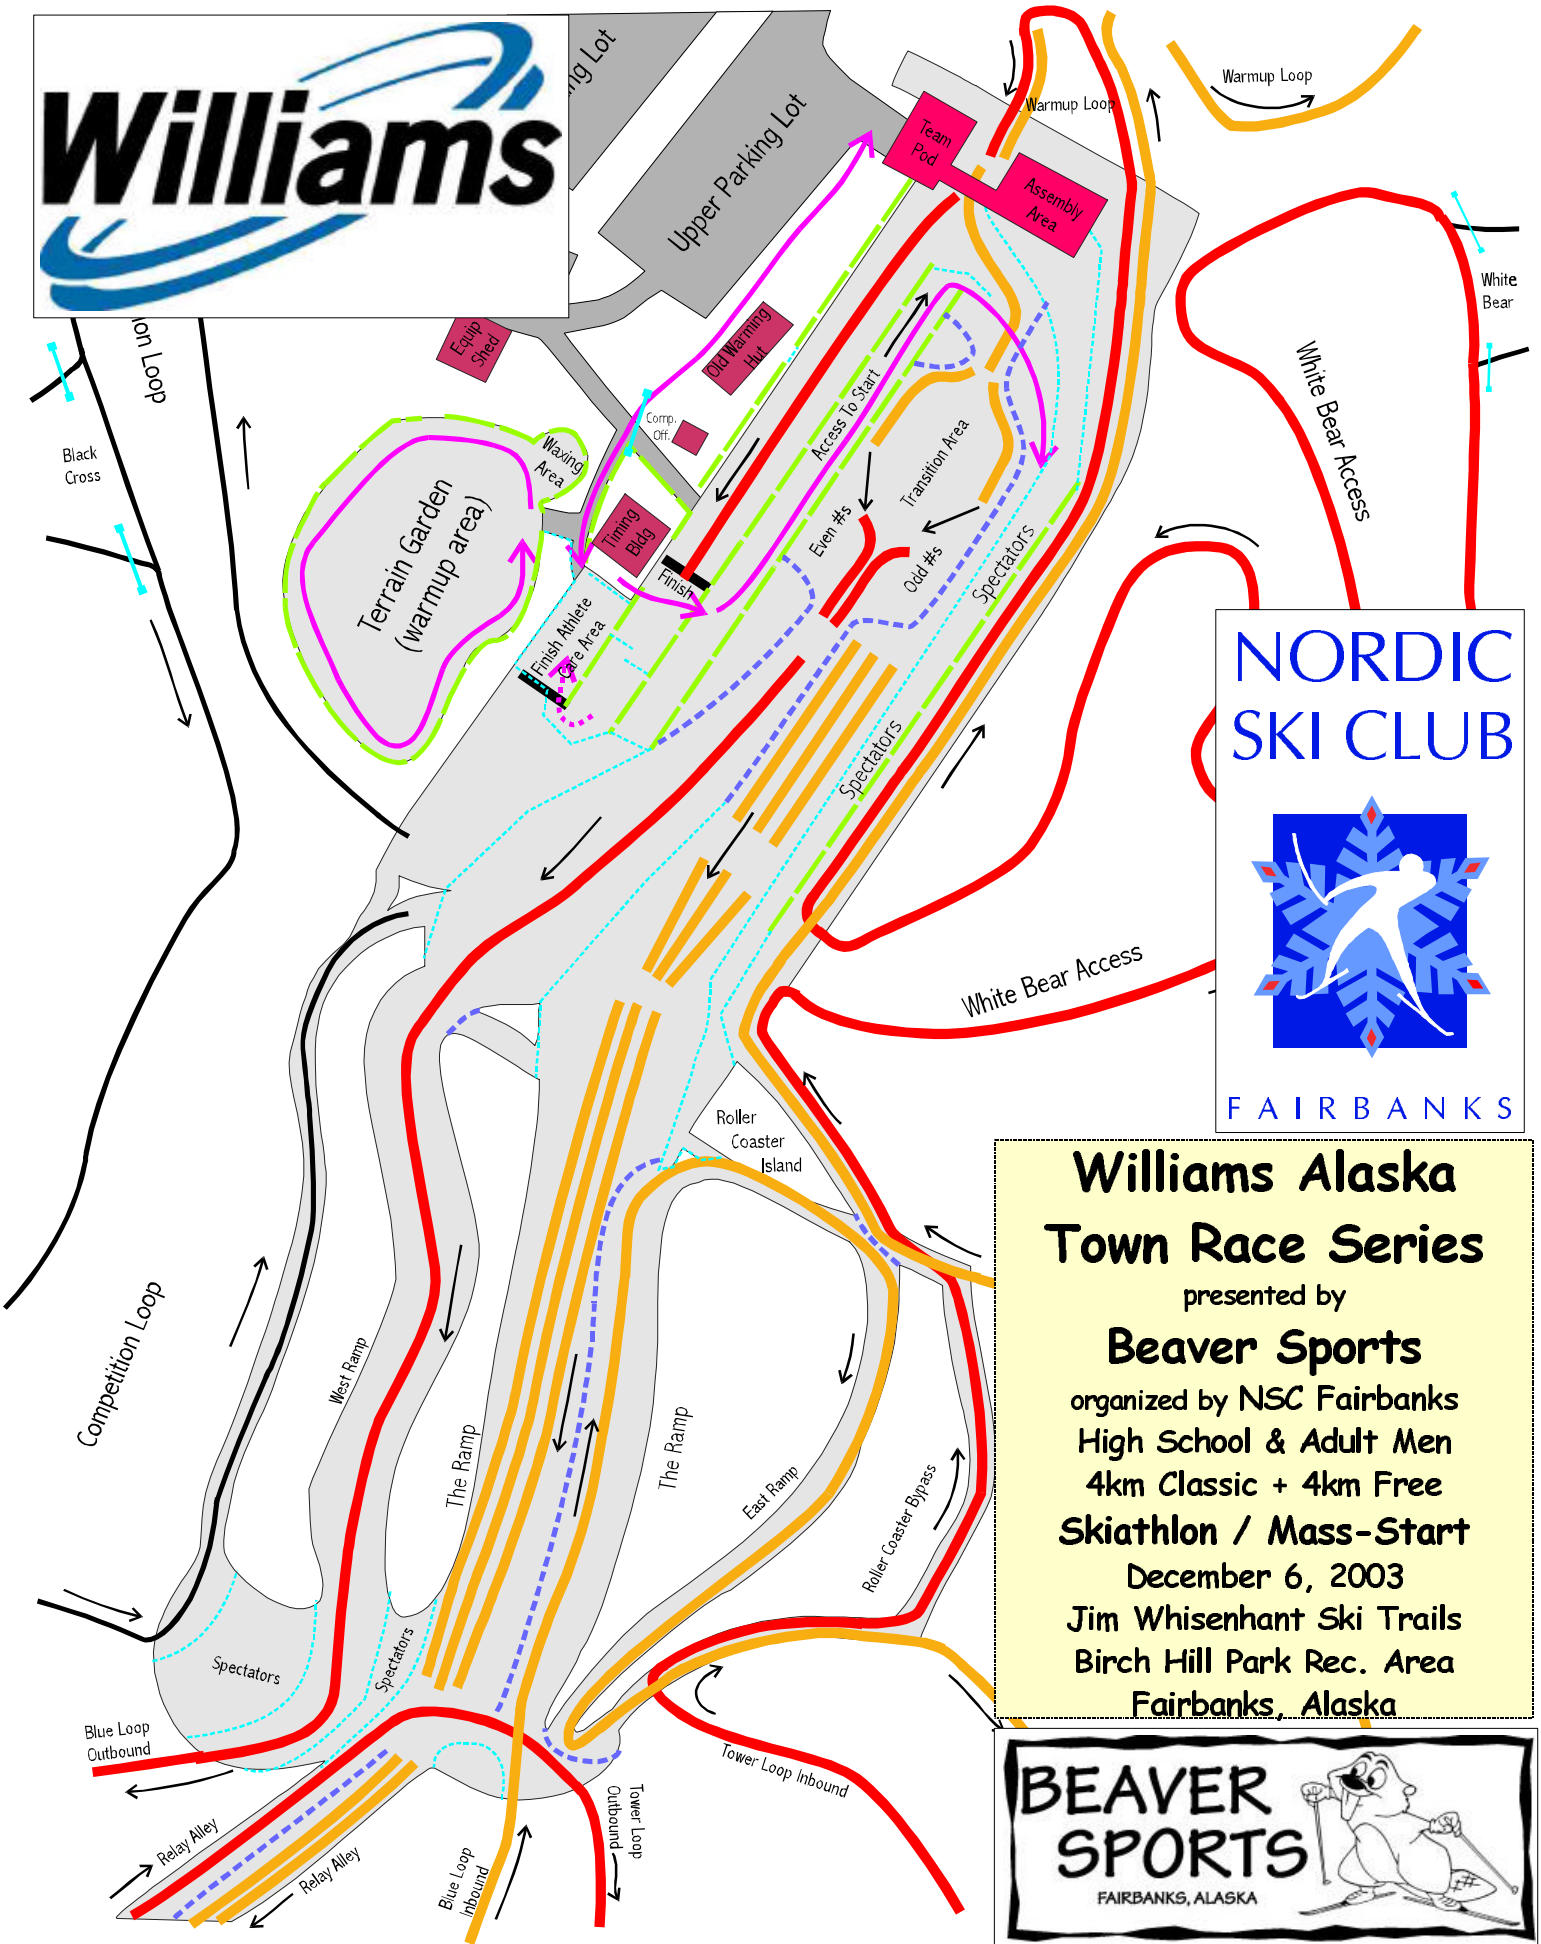 Williams
ng Lot
Upper Parking Lot
Team
Pod
Assembly
Area
Warmup Loop
Warmup Loop
White
Bear
White Bear Access
Equip
Shed
Old Warming
Hut
Comp.
Off.
ion Loop
Black
Cross
Waxing
Area
Terrain Garden
(warmup area)
Timing
Bldg
Finish
Finish Athlete
Care Area
Access To Start
Transition Area
Even #s
Odd #s
Spectators
Spectators
White Bear Access
NORDIC
SKI CLUB
FAIRBANKS
Roller
Coaster
Island
Competition Loop
West Ramp
The Ramp
The Ramp
East Ramp
Roller Coaster Bypass
Spectators
Spectators
Blue Loop
Outbound
Relay Alley
Relay Alley
Blue Loop
Inbound
Tower Loop
Outbound
Tower Loop Inbound
Williams Alaska
Town Race Series
presented by
Beaver Sports
organized by NSC Fairbanks
High School & Adult Men
4km Classic + 4km Free
Skiathlon / Mass-Start
December 6, 2003
Jim Whisenhant Ski Trails
Birch Hill Park Rec. Area
Fairbanks, Alaska
BEAVER
SPORTS
FAIRBANKS, ALASKA